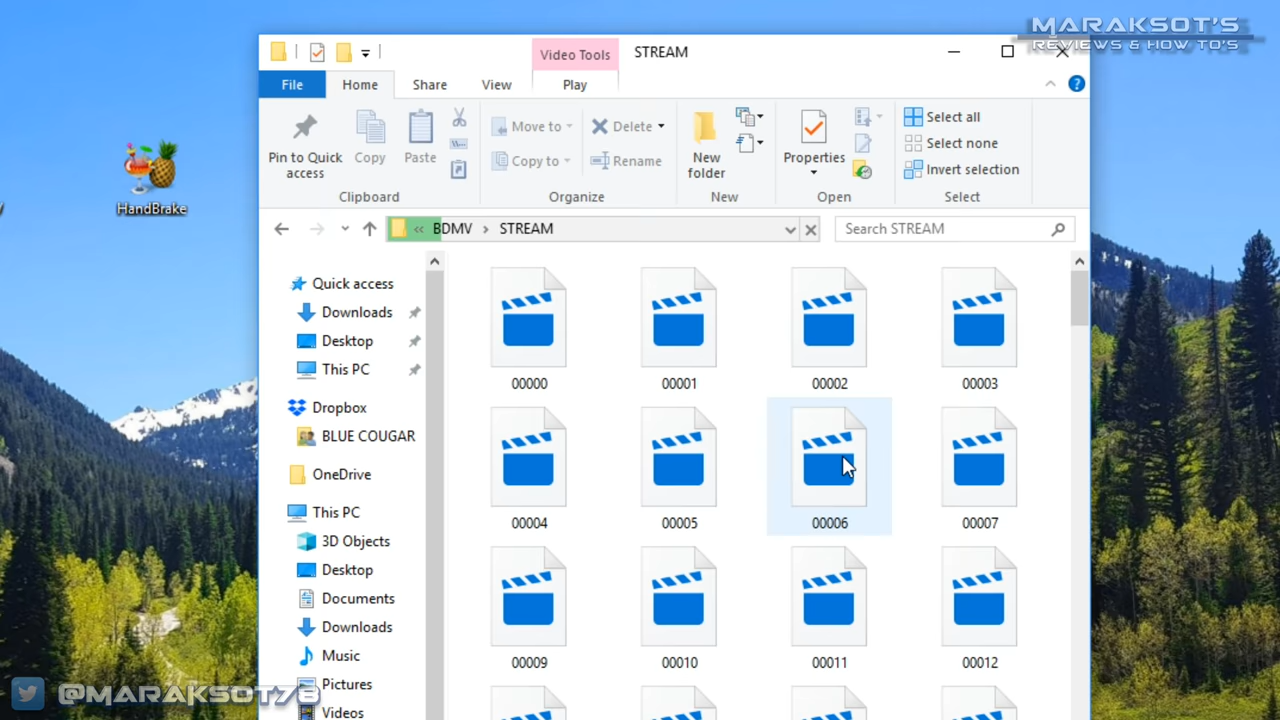 MARAKSOT'S
REVIEWS & HOW TO'S
Video Tools
STREAM
File
Home
Share
View
Play
Pin to Quick access
Copy
Paste
Move to
Copy to
Delete
Rename
New folder
Properties
Select all
Select none
Invert selection
Clipboard
Organize
New
Open
Select
« BDMV › STREAM
Search STREAM
HandBrake
Quick access
Downloads
Desktop
This PC
Dropbox
BLUE COUGAR
OneDrive
This PC
3D Objects
Desktop
Documents
Downloads
Music
Pictures
Videos
00000
00001
00002
00003
00004
00005
00006
00007
00009
00010
00011
00012
@MARAKSOT78